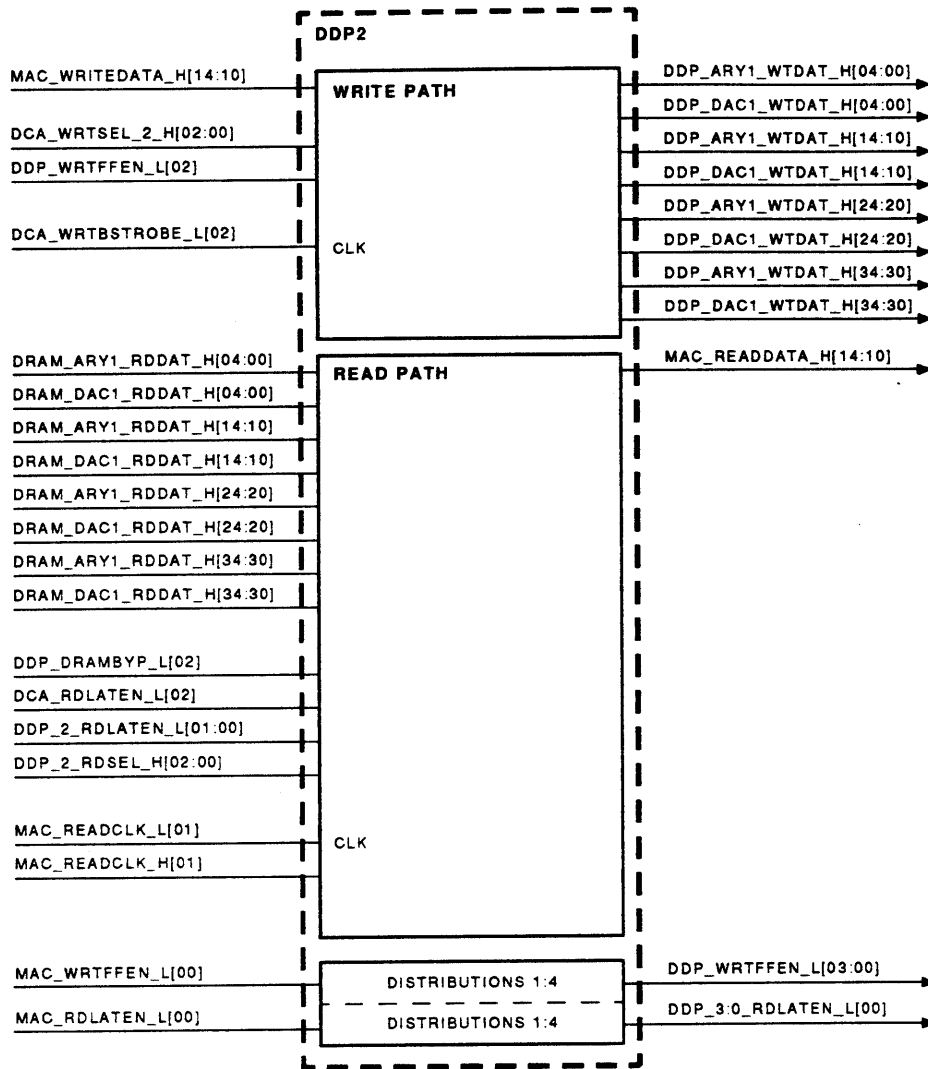 DDP2
MAC_WRITEDATA_H[14:10]
DCA_WRTSEL_2_H[02:00]
DDP_WRTFFEN_L[02]
DCA_WRTBSTROBE_L[02]
WRITE PATH
CLK
DDP_ARY1_WTDAT_H[04:00]
DDP_DAC1_WTDAT_H[04:00]
DDP_ARY1_WTDAT_H[14:10]
DDP_DAC1_WTDAT_H[14:10]
DDP_ARY1_WTDAT_H[24:20]
DDP_DAC1_WTDAT_H[24:20]
DDP_ARY1_WTDAT_H[34:30]
DDP_DAC1_WTDAT_H[34:30]
DRAM_ARY1_RDDAT_H[04:00]
DRAM_DAC1_RDDAT_H[04:00]
DRAM_ARY1_RDDAT_H[14:10]
DRAM_DAC1_RDDAT_H[14:10]
DRAM_ARY1_RDDAT_H[24:20]
DRAM_DAC1_RDDAT_H[24:20]
DRAM_ARY1_RDDAT_H[34:30]
DRAM_DAC1_RDDAT_H[34:30]
DDP_DRAMBYP_L[02]
DCA_RDLATEN_L[02]
DDP_2_RDLATEN_L[01:00]
DDP_2_RDSEL_H[02:00]
MAC_READCLK_L[01]
MAC_READCLK_H[01]
READ PATH
CLK
MAC_READDATA_H[14:10]
MAC_WRTFFEN_L[00]
MAC_RDLATEN_L[00]
DISTRIBUTIONS 1:4
DISTRIBUTIONS 1:4
DDP_WRTFFEN_L[03:00]
DDP_3:0_RDLATEN_L[00]